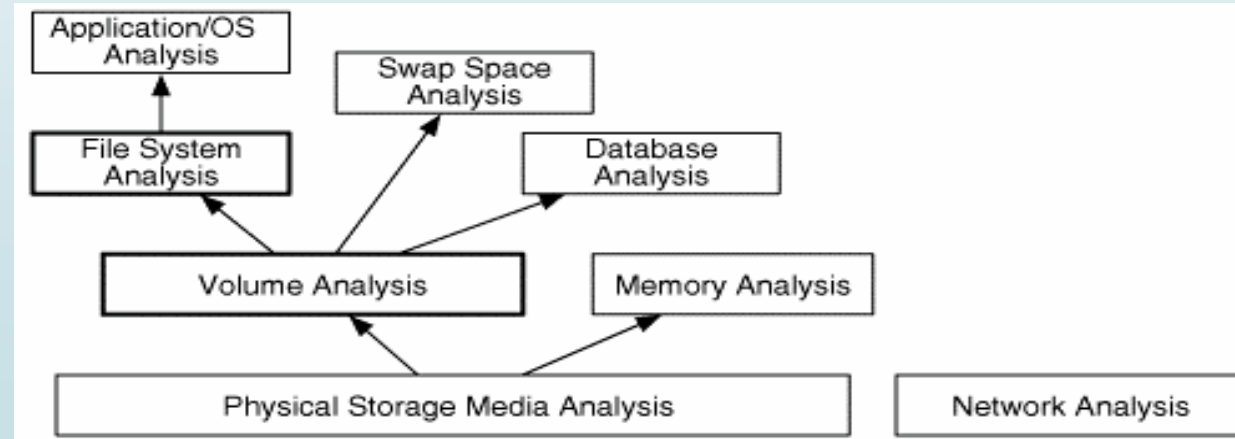 Application/OS
Analysis
Swap Space
Analysis
File System
Analysis
Database
Analysis
Volume Analysis
Memory Analysis
Physical Storage Media Analysis
Network Analysis